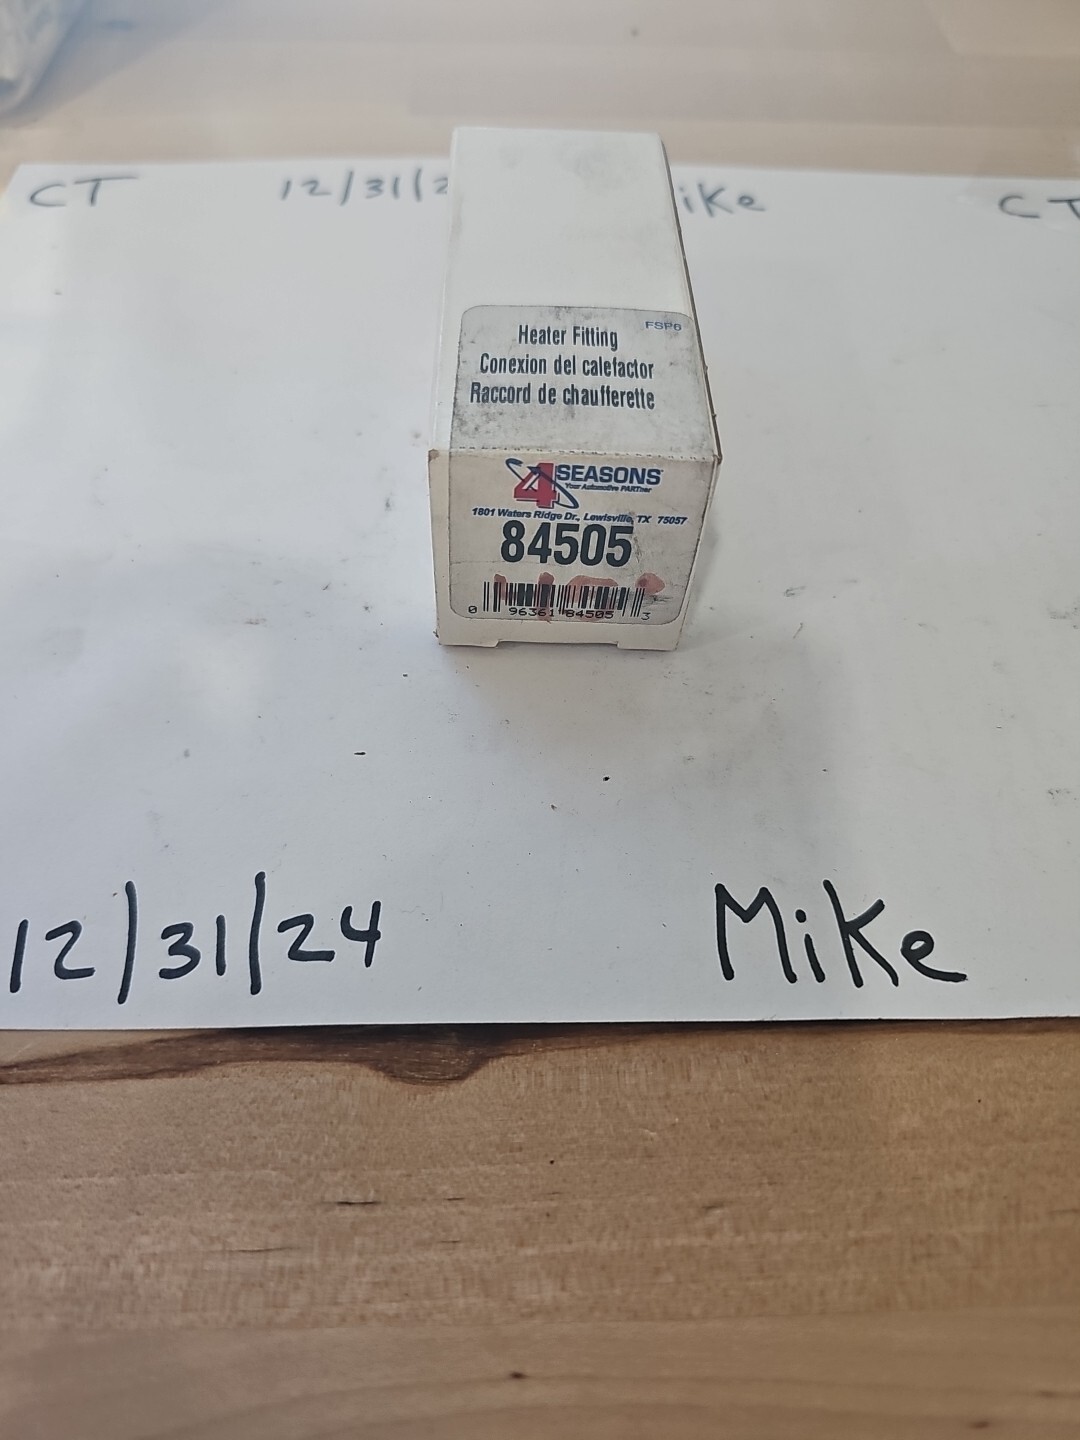 CT 12/31/2 ike CT
FSP6
Heater Fitting
Conexion del calefactor
Raccord de chaufferette
4 SEASONS
Your Automotive PARTner
1801 Waters Ridge Dr., Lewisville, TX 75057
84505
0 96361 84505 3
12/31/24 Mike